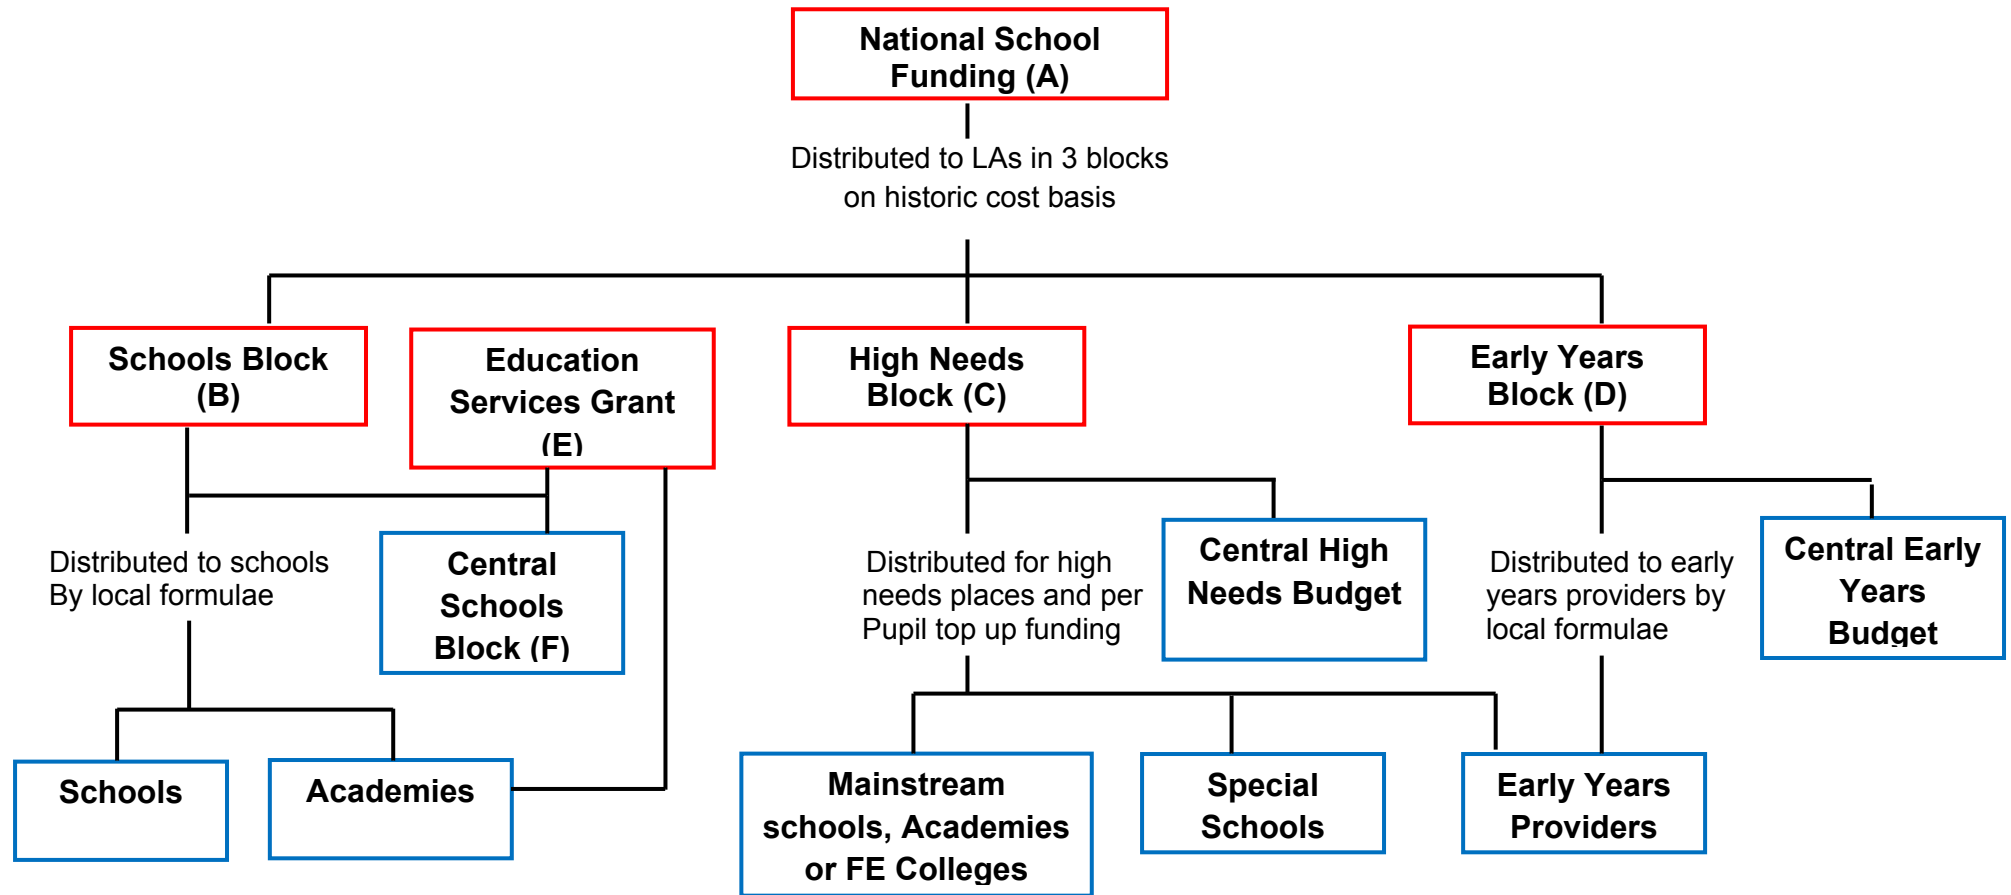 National School
Funding (A)
Distributed to LAs in 3 blocks
on historic cost basis
Schools Block
(B)
Education
Services Grant
(E)
High Needs
Block (C)
Early Years
Block (D)
Distributed to schools
By local formulae
Central
Schools
Block (F)
Distributed for high
needs places and per
Pupil top up funding
Central High
Needs Budget
Distributed to early
years providers by
local formulae
Central Early
Years
Budget
Schools
Academies
Mainstream
schools, Academies
or FE Colleges
Special
Schools
Early Years
Providers